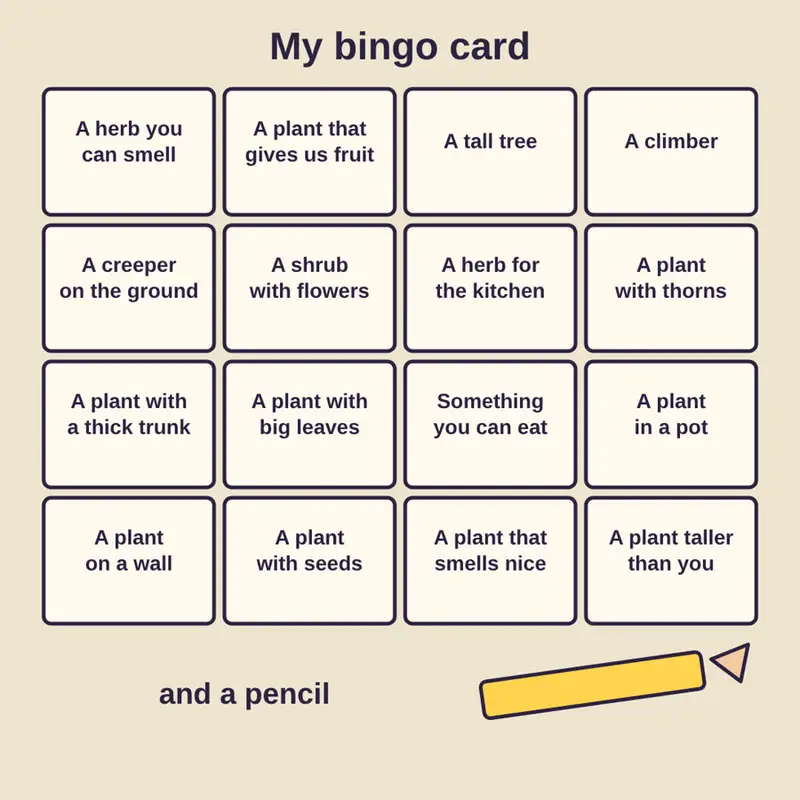 My bingo card
A herb you
can smell
A plant that
gives us fruit
A tall tree
A climber
A creeper
on the ground
A shrub
with flowers
A herb for
the kitchen
A plant
with thorns
A plant with
a thick trunk
A plant with
big leaves
Something
you can eat
A plant
in a pot
A plant
on a wall
A plant
with seeds
A plant that
smells nice
A plant taller
than you
and a pencil